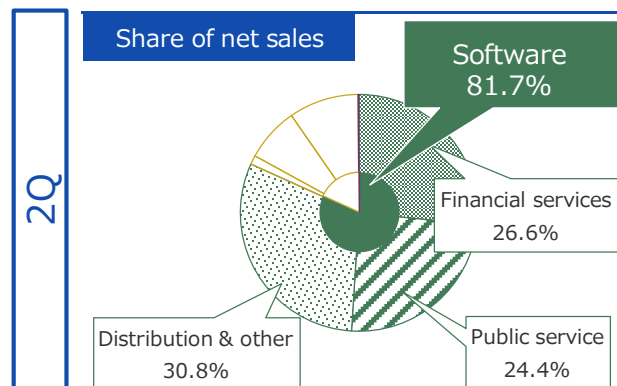 Share of net sales
Software
81.7%
2Q
Financial services
26.6%
Distribution & other
30.8%
Public service
24.4%